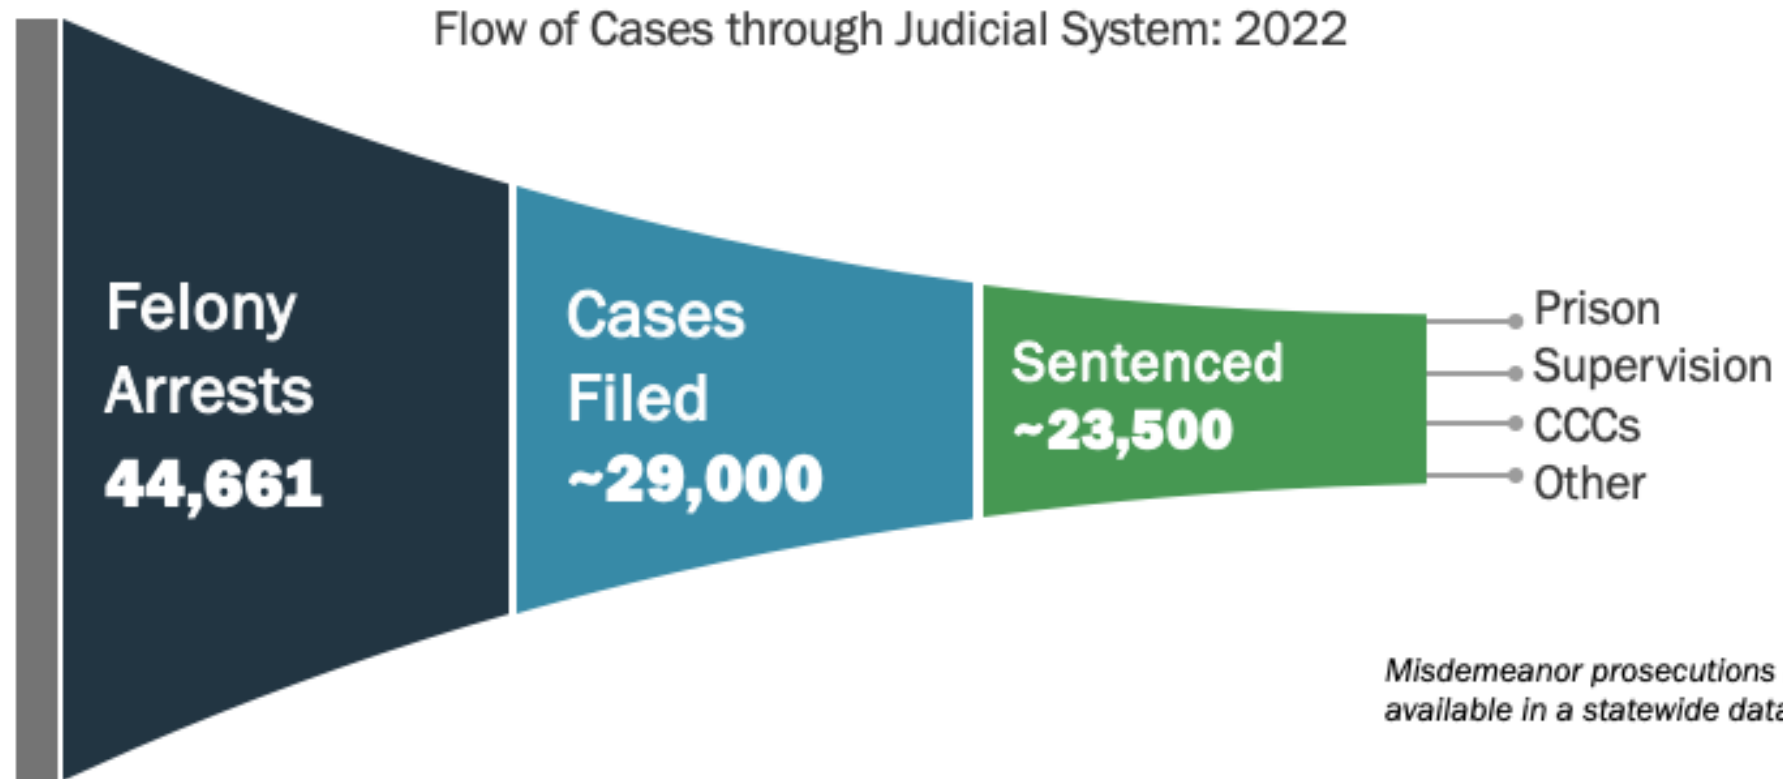 Flow of Cases through Judicial System: 2022
Felony
Arrests
44,661
Cases
Filed
~29,000
Sentenced
~23,500
Prison
Supervision
CCCs
Other
Misdemeanor prosecutions
available in a statewide